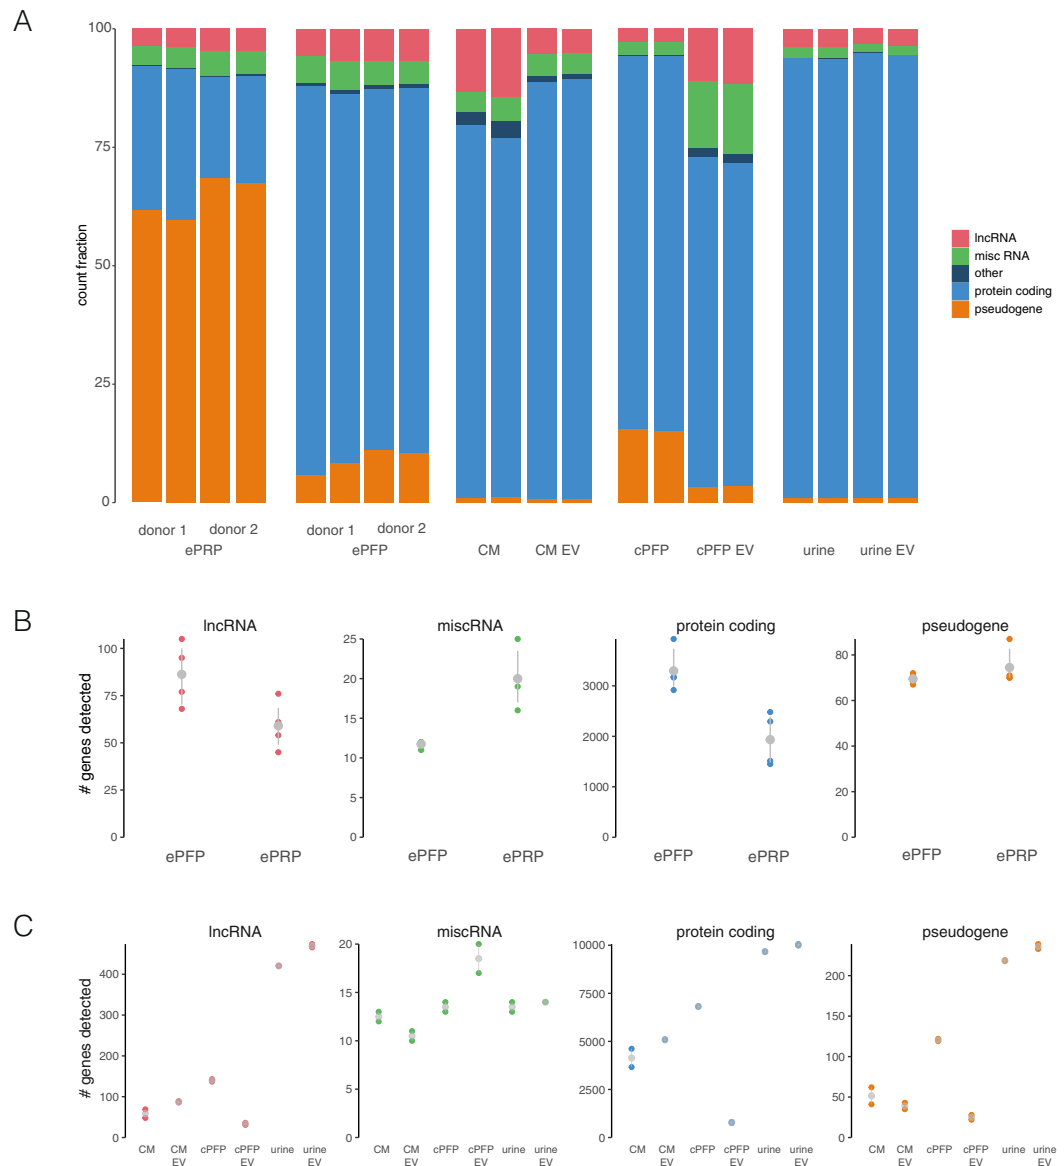 A
100
75
50
25
0
count fraction
lncRNA
misc RNA
other
protein coding
pseudogene
donor 1 donor 2 donor 1 donor 2
ePRP ePFP CM CM EV cPFP cPFP EV urine urine EV
B
lncRNA miscRNA protein coding pseudogene
# genes detected
100
75
50
25
0
25
20
15
10
5
0
3000
2000
1000
0
80
60
40
20
0
ePFP ePRP ePFP ePRP ePFP ePRP ePFP ePRP
C
lncRNA miscRNA protein coding pseudogene
# genes detected
400
300
200
100
0
20
15
10
5
0
10000
7500
5000
2500
0
200
150
100
50
0
CM CM EV cPFP cPFP EV urine urine EV
CM CM EV cPFP cPFP EV urine urine EV
CM CM EV cPFP cPFP EV urine urine EV
CM CM EV cPFP cPFP EV urine urine EV